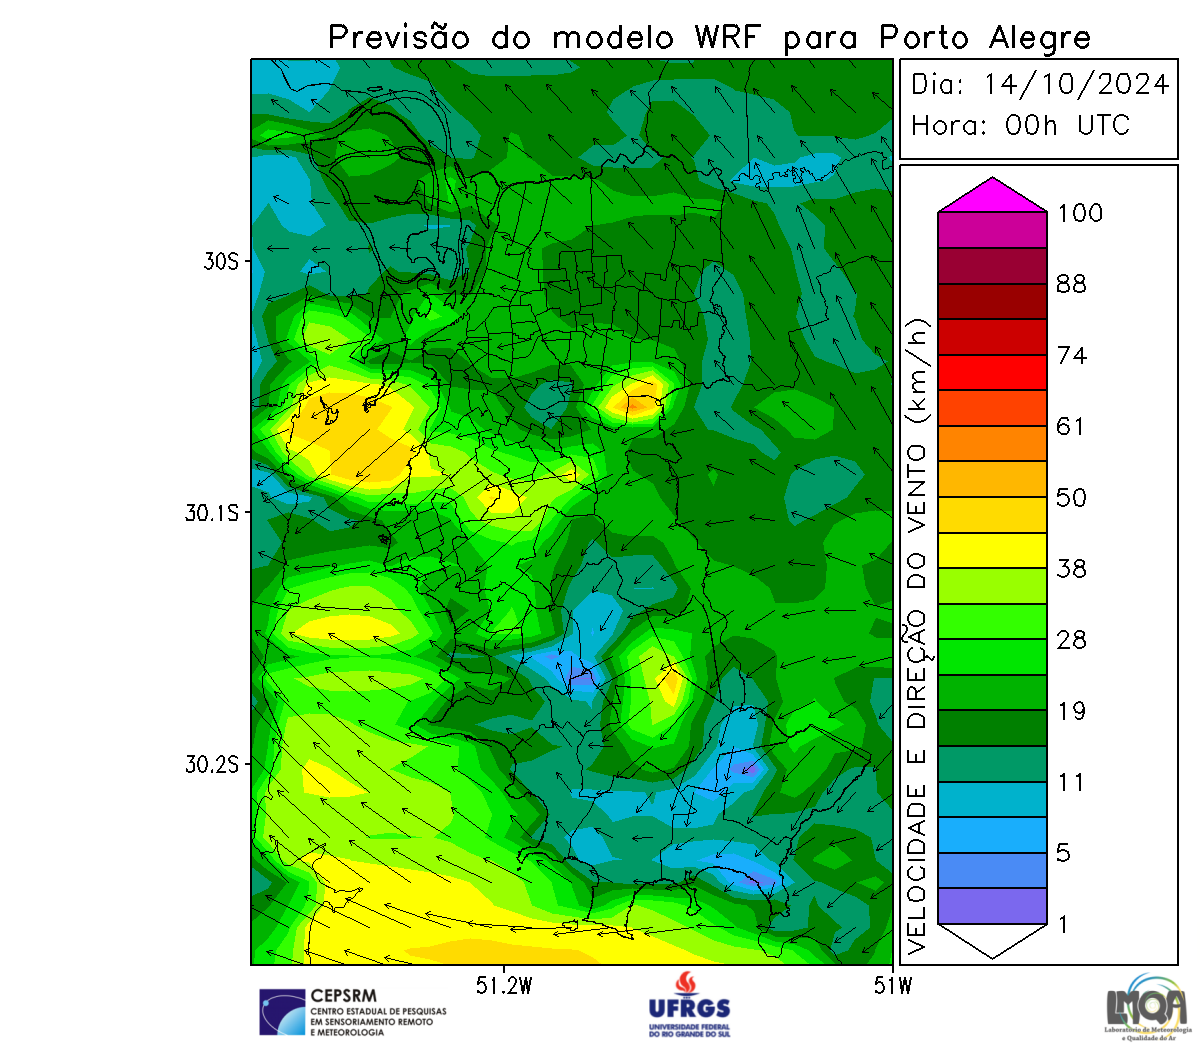 Previsão do modelo WRF para Porto Alegre
Dia: 14/10/2024
Hora: 00h UTC
30S
30.1S
30.2S
51.2W
51W
VELOCIDADE E DIREÇÃO DO VENTO (km/h)
100
88
74
61
50
38
28
19
11
5
1
CEPSRM
CENTRO ESTADUAL DE PESQUISAS
EM SENSORIAMENTO REMOTO
E METEOROLOGIA
UFRGS
UNIVERSIDADE FEDERAL
DO RIO GRANDE DO SUL
LMQA
Laboratório de Meteorologia
e Qualidade do Ar